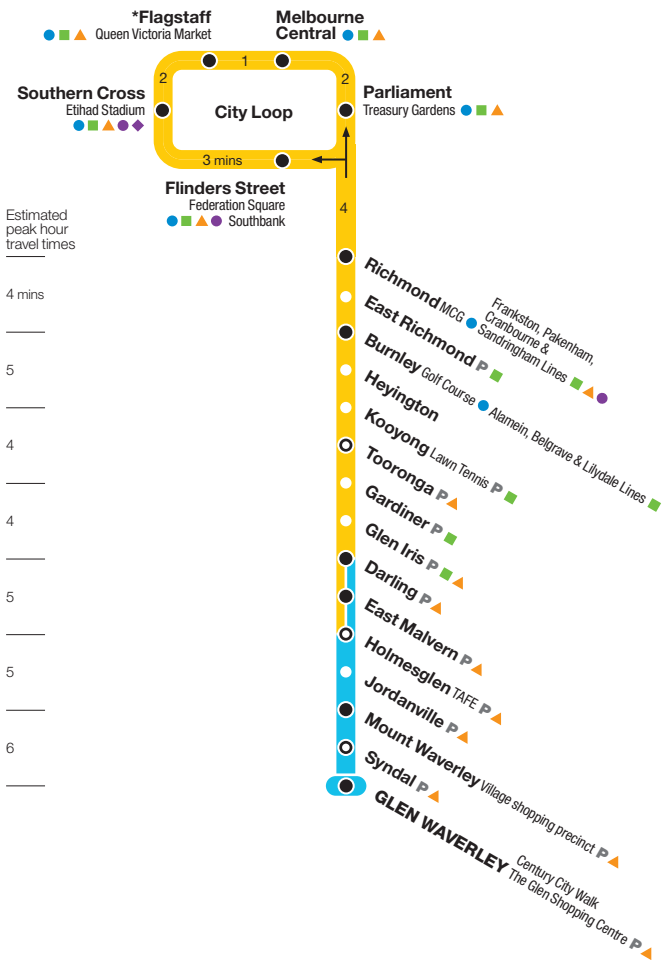 *Flagstaff
Queen Victoria Market
Melbourne
Central
1
2
2
Southern Cross
Etihad Stadium
City Loop
Parliament
Treasury Gardens
3 mins
Flinders Street
Federation Square
Southbank
4
Estimated
peak hour
travel times
4 mins
5
4
4
5
5
6
Richmond MCG
Frankston, Pakenham,
Cranbourne &
Sandringham Lines
East Richmond P
Burnley Golf Course Alamein, Belgrave & Lilydale Lines
Heyington
Kooyong Lawn Tennis P
Tooronga P
Gardiner P
Glen Iris P
Darling P
East Malvern P
Holmesglen TAFE P
Jordanville P
Mount Waverley Village shopping precinct P
Syndal P
GLEN WAVERLEY
Century City Walk
The Glen Shopping Centre P